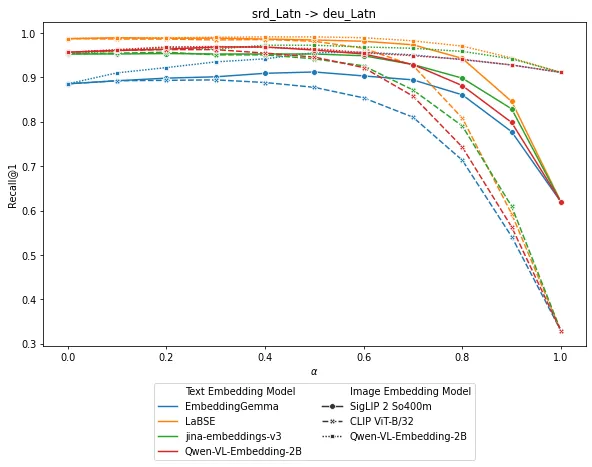 srd_Latn -> deu_Latn
1.0
0.9
0.8
0.7
0.6
0.5
0.4
0.3
Recall@1
0.0 0.2 0.4 0.6 0.8 1.0
α
Text Embedding Model Image Embedding Model
EmbeddingGemma SigLIP 2 So400m
LaBSE CLIP ViT-B/32
jina-embeddings-v3 Qwen-VL-Embedding-2B
Qwen-VL-Embedding-2B